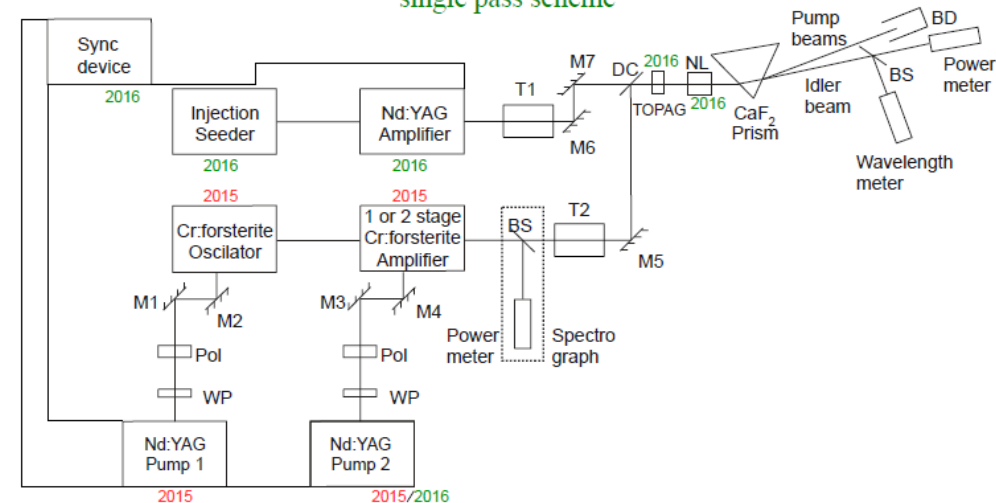 single pass scheme
Sync
device
2016
Injection
Seeder
2016
Nd:YAG
Amplifier
2016
T1
M7
M6
DC
2016
TOPAG
NL
2016
CaF2
Prism
Pump
beams
Idler
beam
BD
BS
Power
meter
Wavelength
meter
2015
Cr:forsterite
Oscilator
2015
1 or 2 stage
Cr:forsterite
Amplifier
BS
T2
M5
M1
M2
M3
M4
Power
meter
Spectro
graph
Pol
Pol
WP
WP
Nd:YAG
Pump 1
2015
Nd:YAG
Pump 2
2015/2016